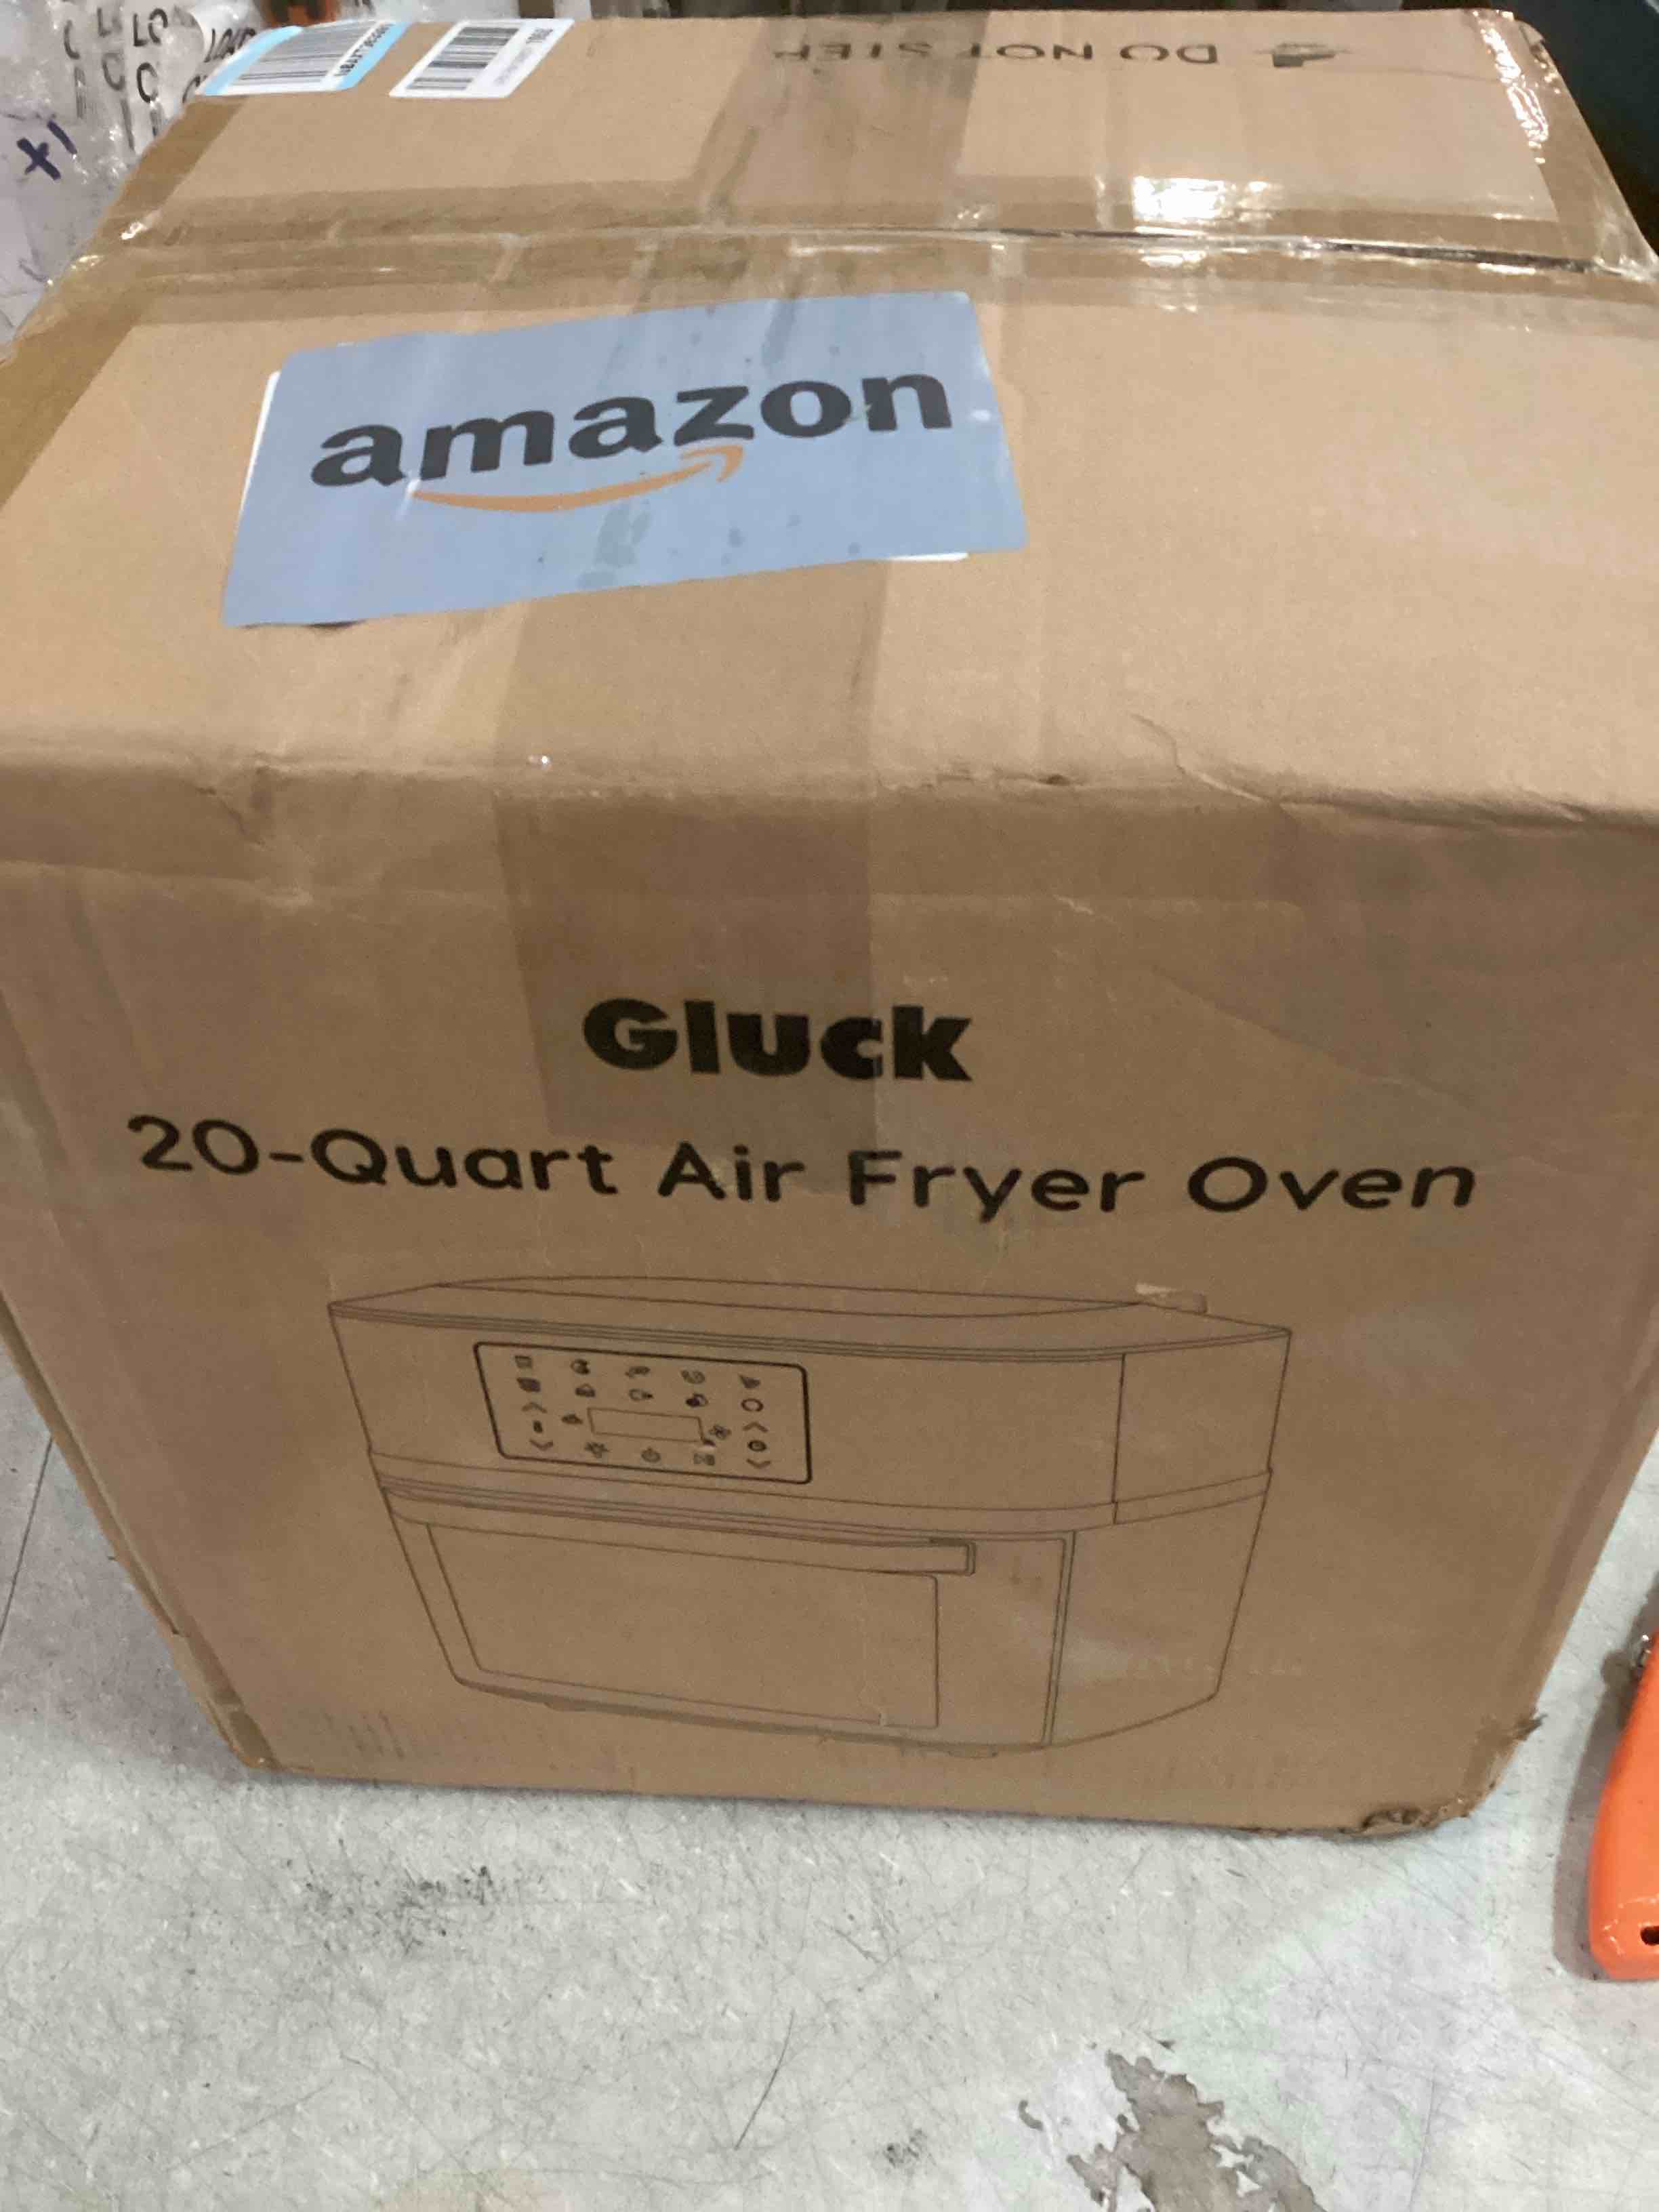 DO NOT STEP
amazon
Gluck
20-Quart Air Fryer Oven